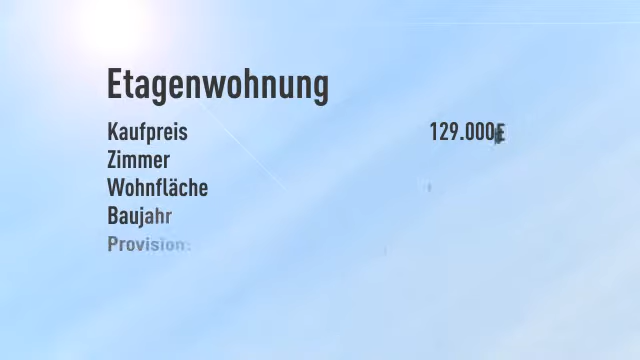 Etagenwohnung
Kaufpreis 129.000€
Zimmer
Wohnfläche
Baujahr
Provision: